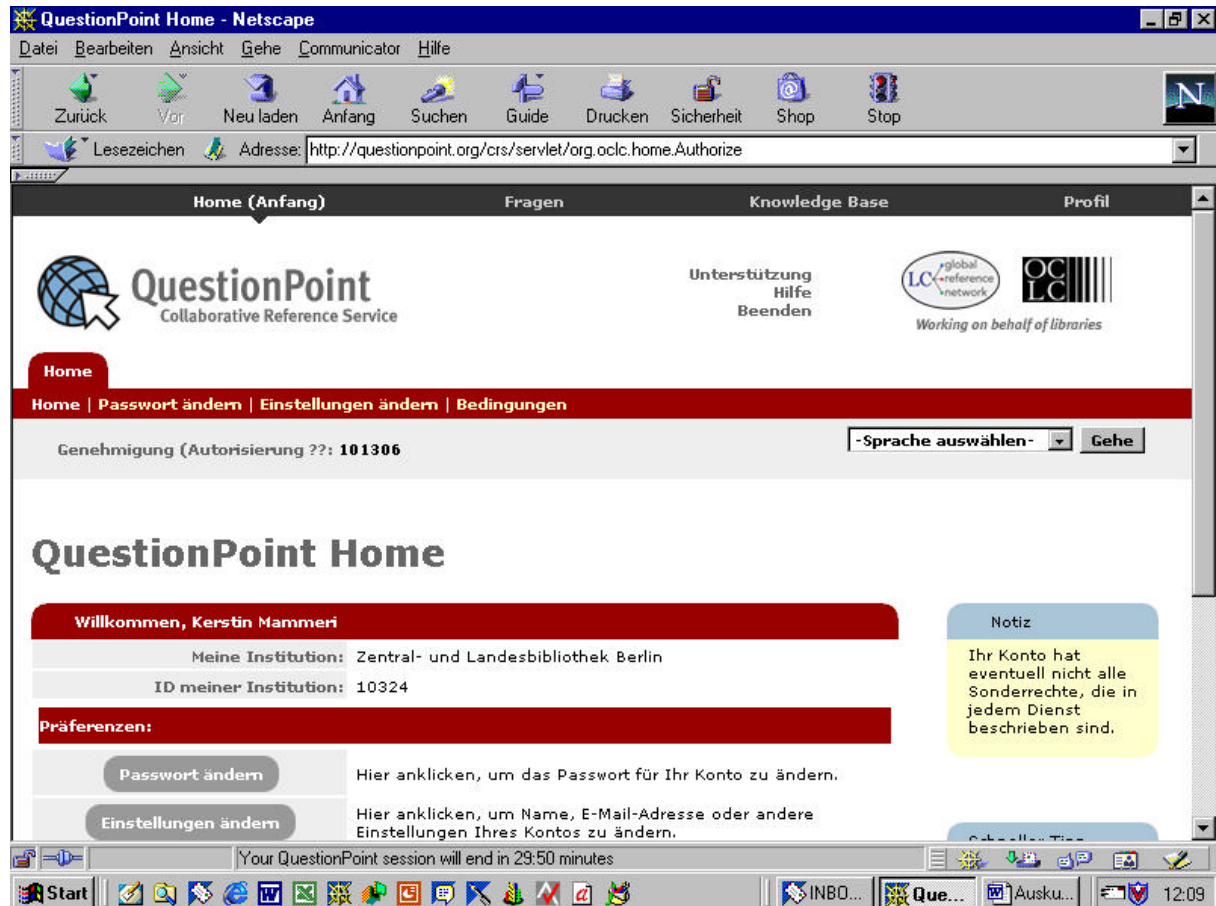 QuestionPoint Home - Netscape
Datei Bearbeiten Ansicht Gehe Communicator Hilfe
Zurück Vor Neu laden Anfang Suchen Guide Drucken Sicherheit Shop Stop
N
Lesezeichen Adresse: http://questionpoint.org/crs/servlet/org.oclc.home.Authorize
Home (Anfang) Fragen Knowledge Base Profil
QuestionPoint
Collaborative Reference Service
Unterstützung
Hilfe
Beenden
LC global reference network
OCLC
Working on behalf of libraries
Home
Home | Passwort ändern | Einstellungen ändern | Bedingungen
Genehmigung (Autorisierung ??: 101306
-Sprache auswählen- Gehe
QuestionPoint Home
Willkommen, Kerstin Mammeri
Meine Institution: Zentral- und Landesbibliothek Berlin
ID meiner Institution: 10324
Präferenzen:
Passwort ändern Hier anklicken, um das Passwort für Ihr Konto zu ändern.
Einstellungen ändern Hier anklicken, um Name, E-Mail-Adresse oder andere
Einstellungen Ihres Kontos zu ändern.
Notiz
Ihr Konto hat
eventuell nicht alle
Sonderrechte, die in
jedem Dienst
beschrieben sind.
Your QuestionPoint session will end in 29:50 minutes
Start INBO... Que... Ausku... 12:09